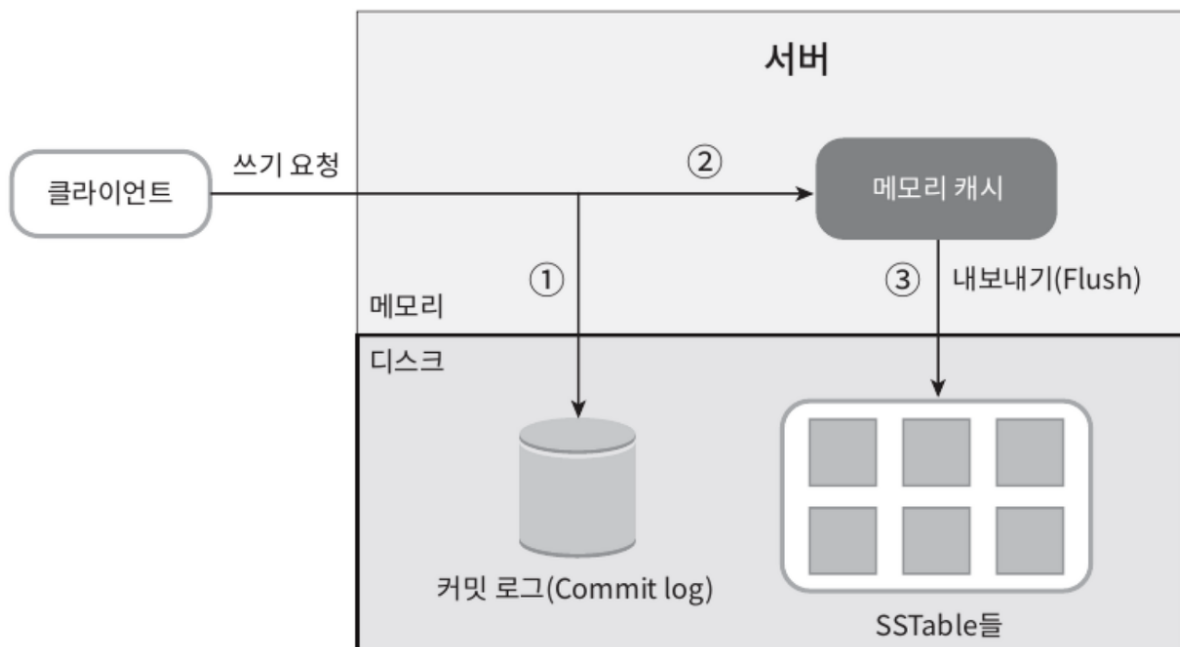 서버
쓰기 요청
②
클라이언트
메모리 캐시
①
③
내보내기(Flush)
메모리
디스크
커밋 로그(Commit log)
SSTable들